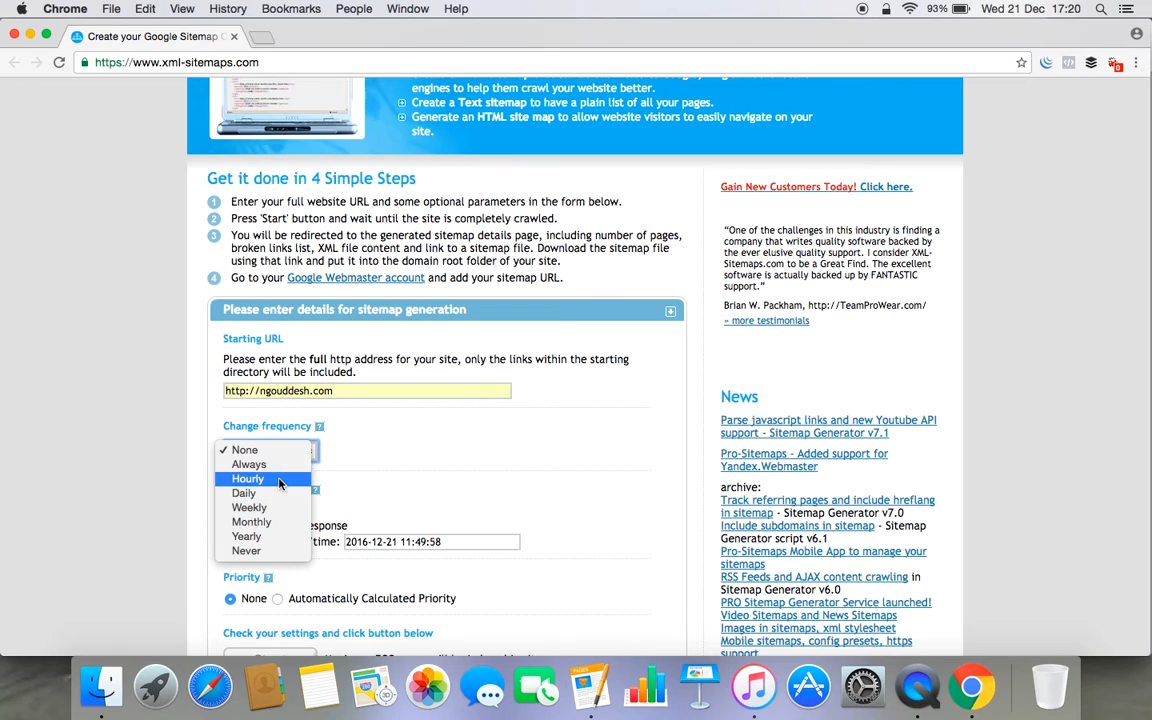 Chrome File Edit View History Bookmarks People Window Help 93% Wed 21 Dec 17:20
Create your Google Sitemap
https://www.xml-sitemaps.com
engines to help them crawl your website better.
Create a Text sitemap to have a plain list of all your pages.
Generate an HTML site map to allow website visitors to easily navigate on your
site.
Get it done in 4 Simple Steps
1 Enter your full website URL and some optional parameters in the form below.
2 Press 'Start' button and wait until the site is completely crawled.
3 You will be redirected to the generated sitemap details page, including number of pages,
broken links list, XML file content and link to a sitemap file. Download the sitemap file
using that link and put it into the domain root folder of your site.
4 Go to your Google Webmaster account and add your sitemap URL.
Please enter details for sitemap generation
Starting URL
Please enter the full http address for your site, only the links within the starting
directory will be included.
http://ngouddesh.com
Change frequency ?
✓ None
Always
Hourly
Daily
Weekly
Monthly
Yearly
Never
?
esponse
time: 2016-12-21 11:49:58
Priority ?
None Automatically Calculated Priority
Check your settings and click button below
Gain New Customers Today! Click here.
“One of the challenges in this industry is finding a
company that writes quality software backed by
the ever elusive quality support. I consider XML-
Sitemaps.com to be a Great Find. The excellent
software is actually backed up by FANTASTIC
support.”
Brian W. Packham, http://TeamProWear.com/
» more testimonials
News
Parse javascript links and new Youtube API
support - Sitemap Generator v7.1
Pro-Sitemaps - Added support for
Yandex.Webmaster
archive:
Track referring pages and include hreflang
in sitemap - Sitemap Generator v7.0
Include subdomains in sitemap - Sitemap
Generator script v6.1
Pro-Sitemaps Mobile App to manage your
sitemaps
RSS Feeds and AJAX content crawling in
Sitemap Generator v6.0
PRO Sitemap Generator Service launched!
Video Sitemaps and News Sitemaps
Images in sitemaps, xml stylesheet
Mobile sitemaps, config presets, https
support